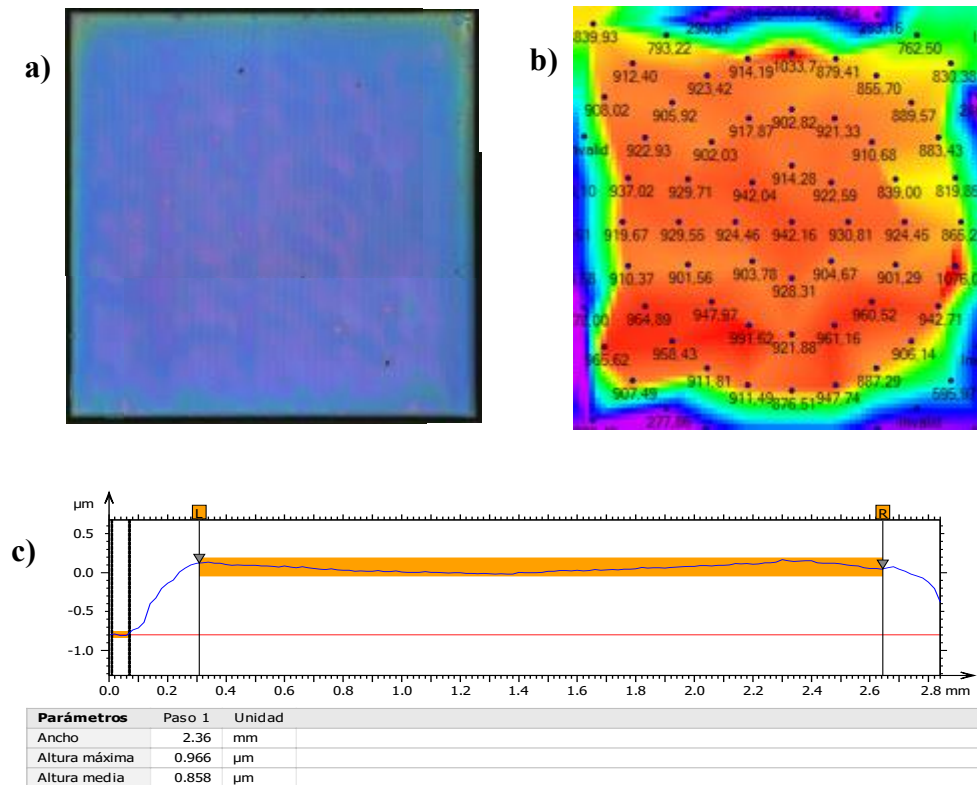 a)
b)
839.93
793.22
762.50
912.40
914.19 1033.7 879.41
830.38
923.42
855.70
908.02
905.92
902.82
889.57
917.87
921.33
922.93
902.03
910.68
883.43
914.28
937.02 929.71 942.04 922.59 839.00
919.67 929.55 924.46 942.16 930.81 924.45
910.37 901.56 903.78 904.67 901.29
928.31
964.89 947.97 960.52 942.71
961.16
958.43
921.88
906.14
907.49 911.81 887.29
911.49 876.51 947.74
c)
µm
L
R
0.5
0.0
-0.5
-1.0
0.0 0.2 0.4 0.6 0.8 1.0 1.2 1.4 1.6 1.8 2.0 2.2 2.4 2.6 2.8 mm
Parámetros Paso 1 Unidad
Ancho 2.36 mm
Altura máxima 0.966 µm
Altura media 0.858 µm